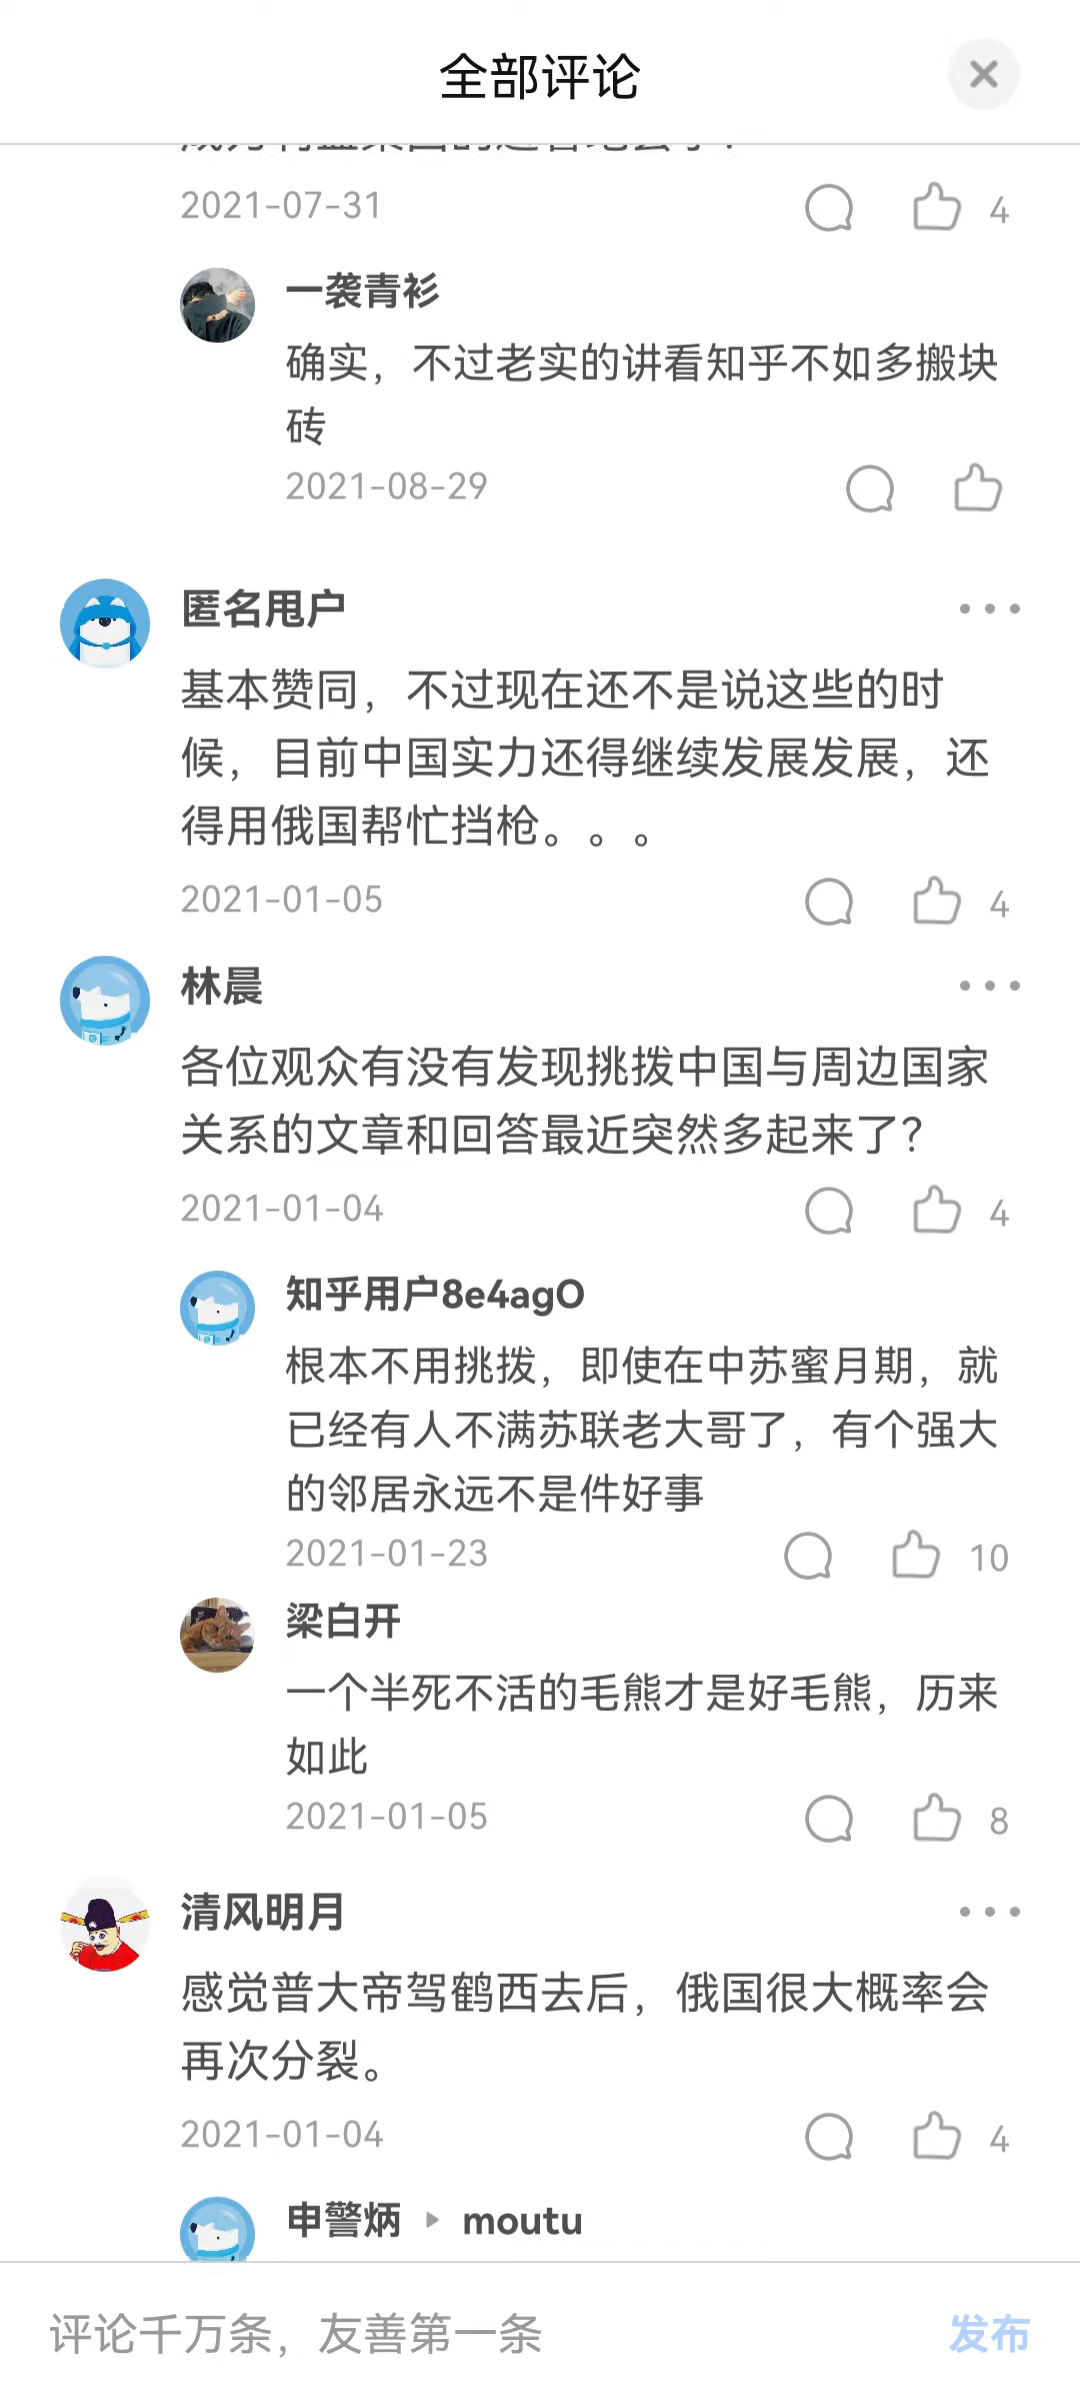 全部评论
2021-07-31
4
一袭青衫
确实，不过老实的讲看知乎不如多搬块
砖
2021-08-29
匿名甩户
基本赞同，不过现在还不是说这些的时
候，目前中国实力还得继续发展发展，还
得用俄国帮忙挡枪。。。
2021-01-05
4
林晨
各位观众有没有发现挑拨中国与周边国家
关系的文章和回答最近突然多起来了？
2021-01-04
4
知乎用户8e4agO
根本不用挑拨，即使在中苏蜜月期，就
已经有人不满苏联老大哥了，有个强大
的邻居永远不是件好事
2021-01-23
10
梁白开
一个半死不活的毛熊才是好毛熊，历来
如此
2021-01-05
8
清风明月
感觉普大帝驾鹤西去后，俄国很大概率会
再次分裂。
2021-01-04
4
申警炳 ▸ moutu
评论千万条，友善第一条
发布